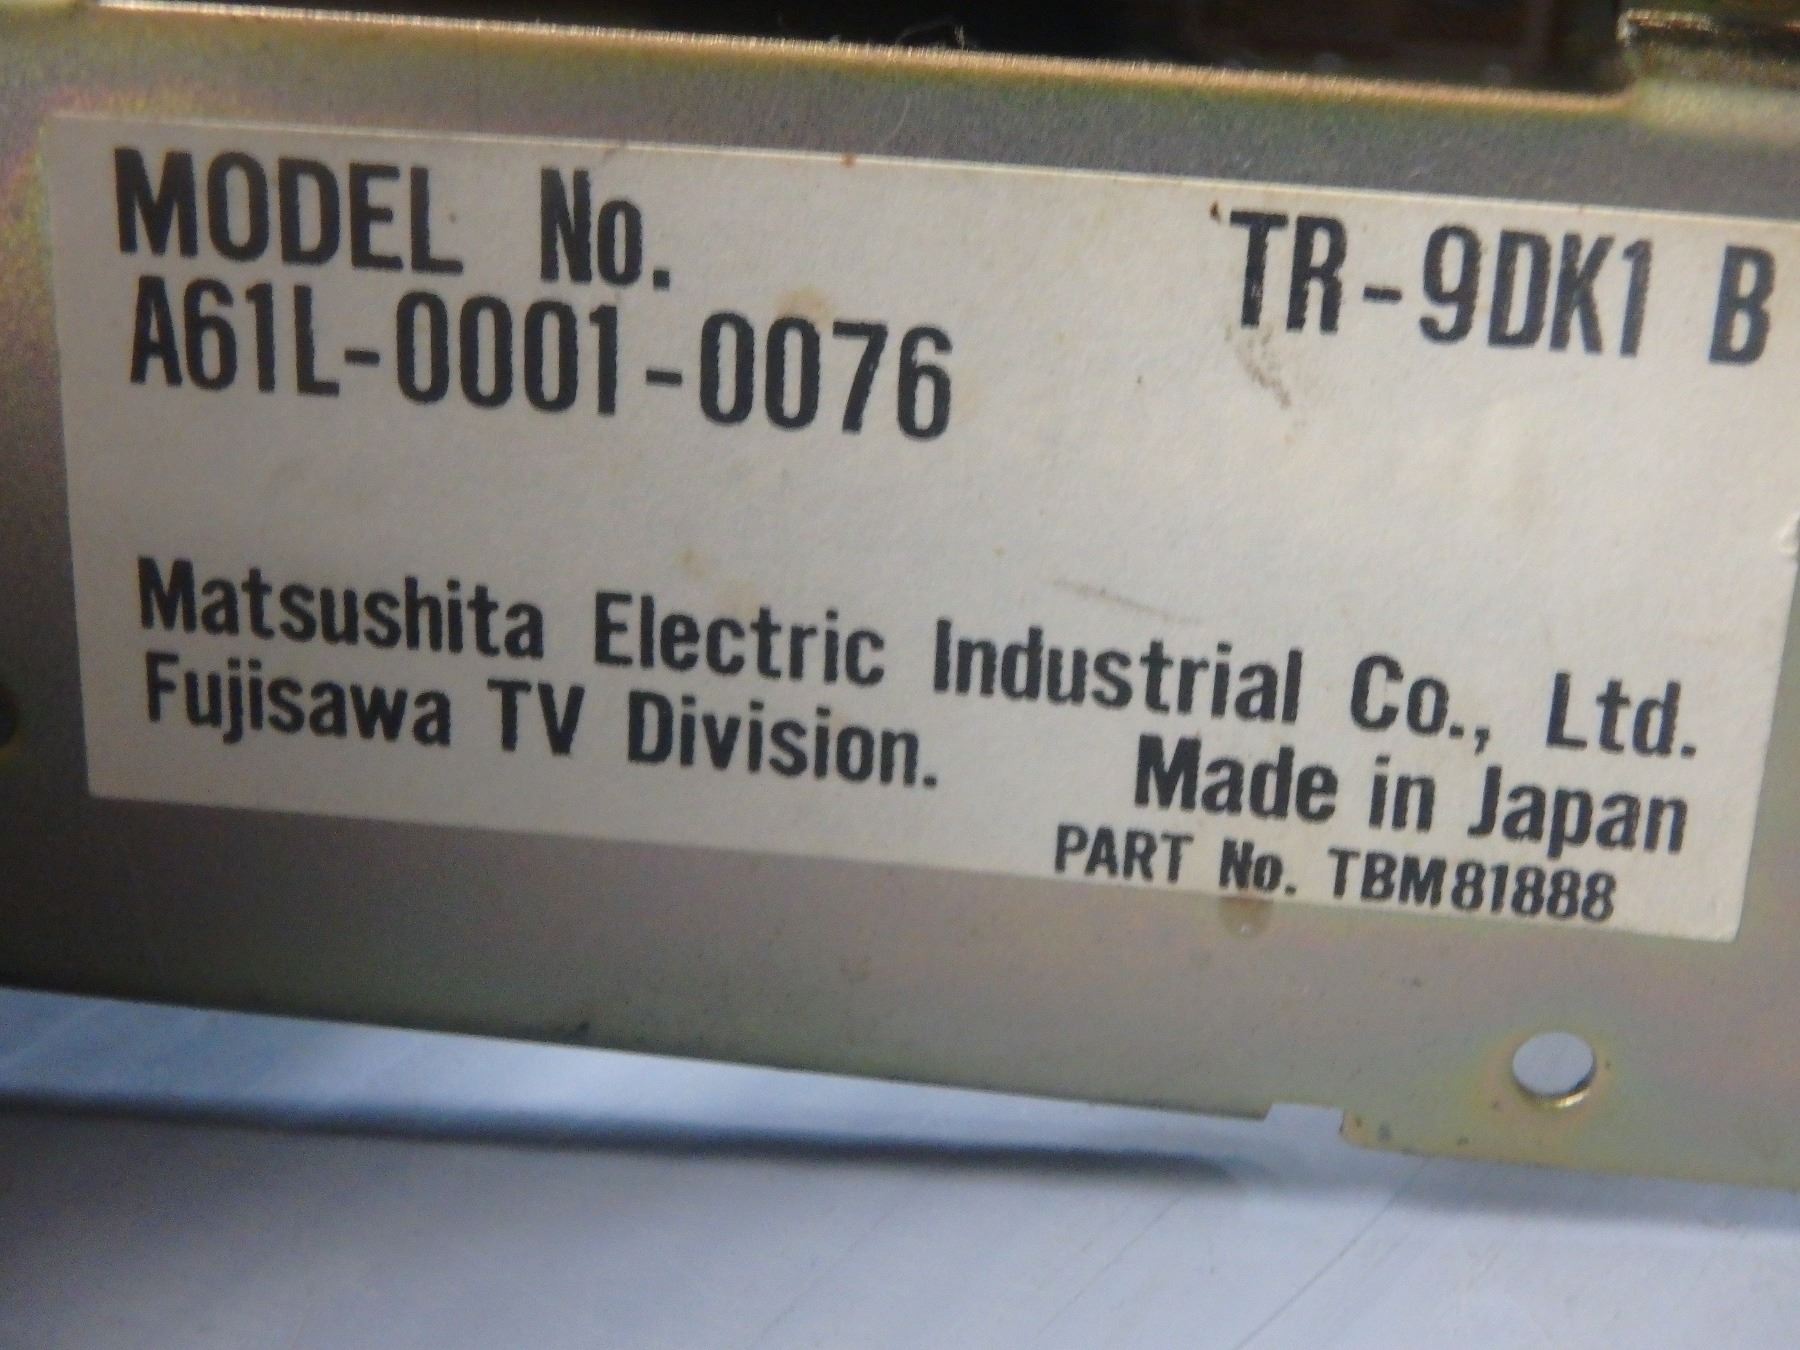 MODEL No. TR-9DK1 B
A61L-0001-0076
Matsushita Electric Industrial Co., Ltd.
Fujisawa TV Division. Made in Japan
PART No. TBM81888